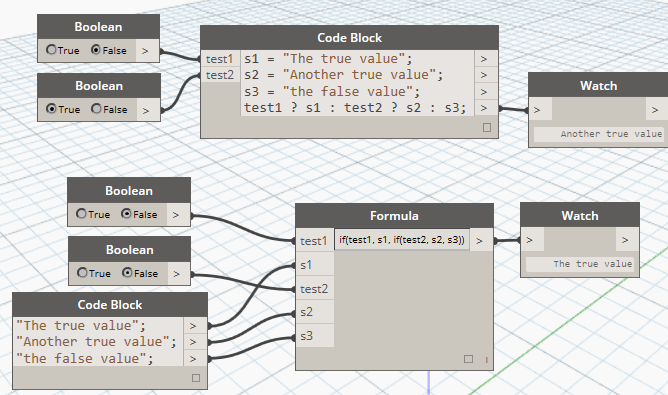 Boolean
True False >
Boolean
True False >
Code Block
test1 s1 = "The true value"; >
test2 s2 = "Another true value"; >
s3 = "the false value"; >
test1 ? s1 : test2 ? s2 : s3; >
Watch
> >
Another true value
Boolean
True False >
Boolean
True False >
Code Block
"The true value"; >
"Another true value"; >
"the false value"; >
Formula
test1 if(test1, s1, if(test2, s2, s3)) >
s1
test2
s2
s3
Watch
> >
The true value